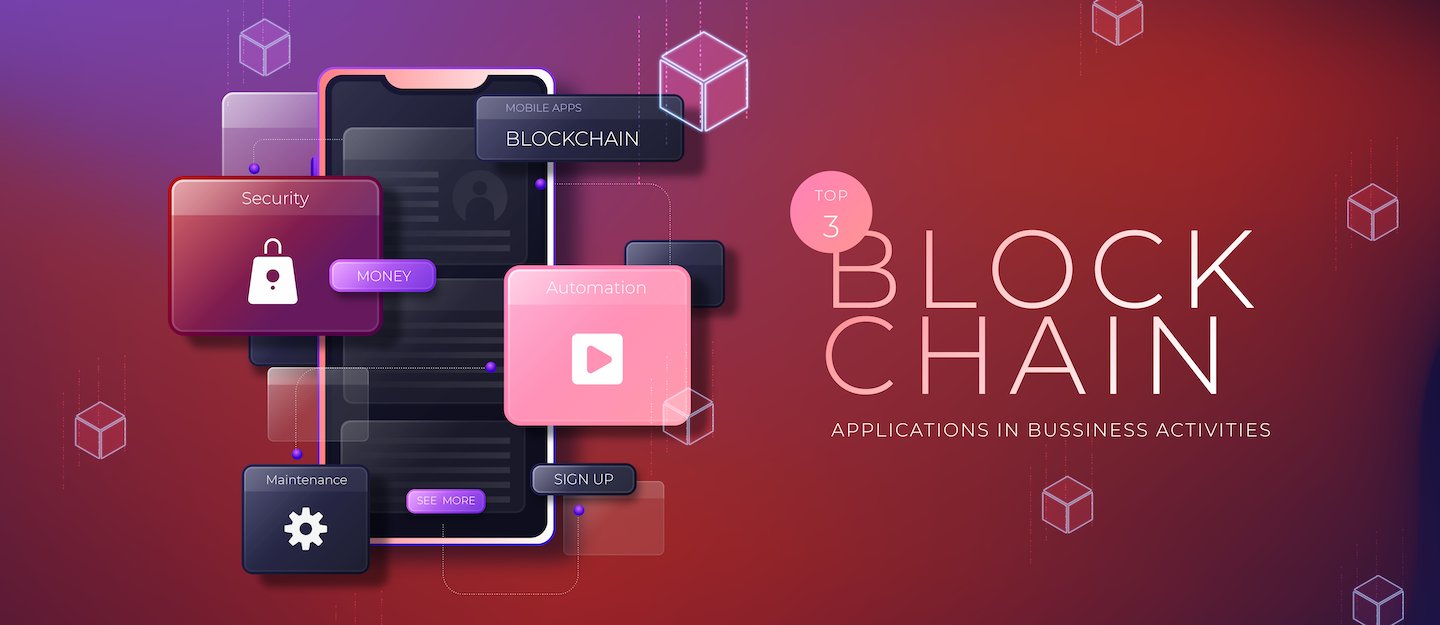 MOBILE APPS
BLOCKCHAIN
Security
MONEY
Automation
Maintenance
SEE MORE
SIGN UP
TOP
3
BLOCK
CHAIN
APPLICATIONS IN BUSSINESS ACTIVITIES